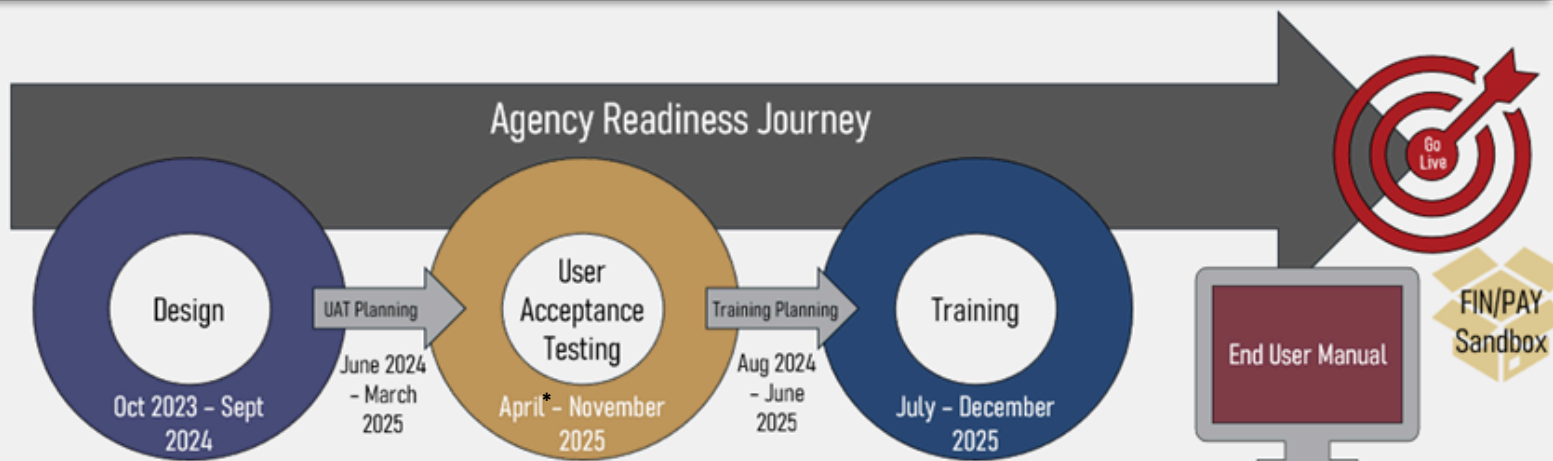 Agency Readiness Journey
Go
Live
Design
Oct 2023 – Sept
2024
UAT Planning
June 2024
– March
2025
User
Acceptance
Testing
April* – November
2025
Training Planning
Aug 2024
– June
2025
Training
July – December
2025
End User Manual
FIN/PAY
Sandbox